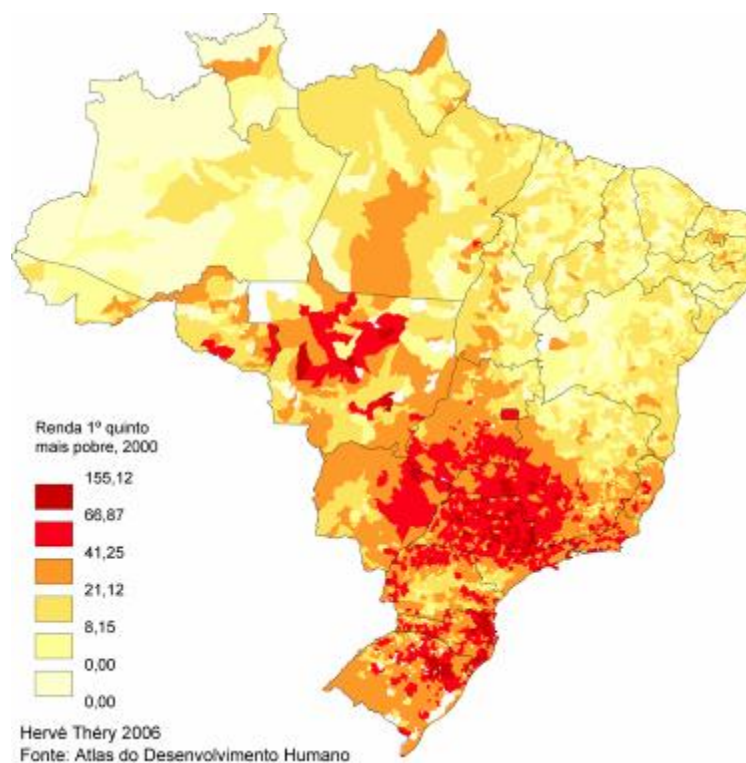 Renda 1º quinto
mais pobre, 2000
155,12
66,87
41,25
21,12
8,15
0,00
0,00
Hervé Théry 2006
Fonte: Atlas do Desenvolvimento Humano